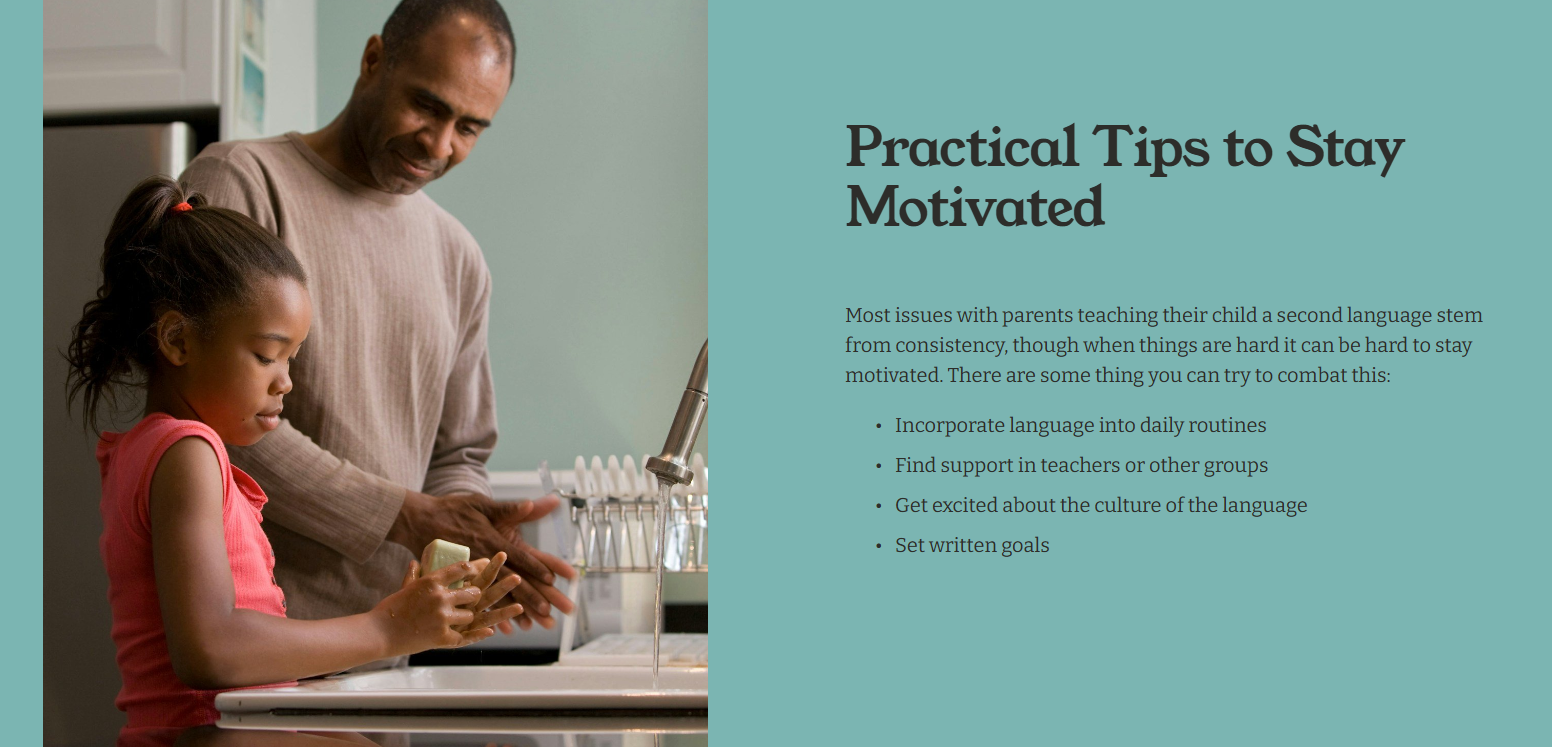 Practical Tips to Stay
Motivated
Most issues with parents teaching their child a second language stem
from consistency, though when things are hard it can be hard to stay
motivated. There are some thing you can try to combat this:
• Incorporate language into daily routines
• Find support in teachers or other groups
• Get excited about the culture of the language
• Set written goals